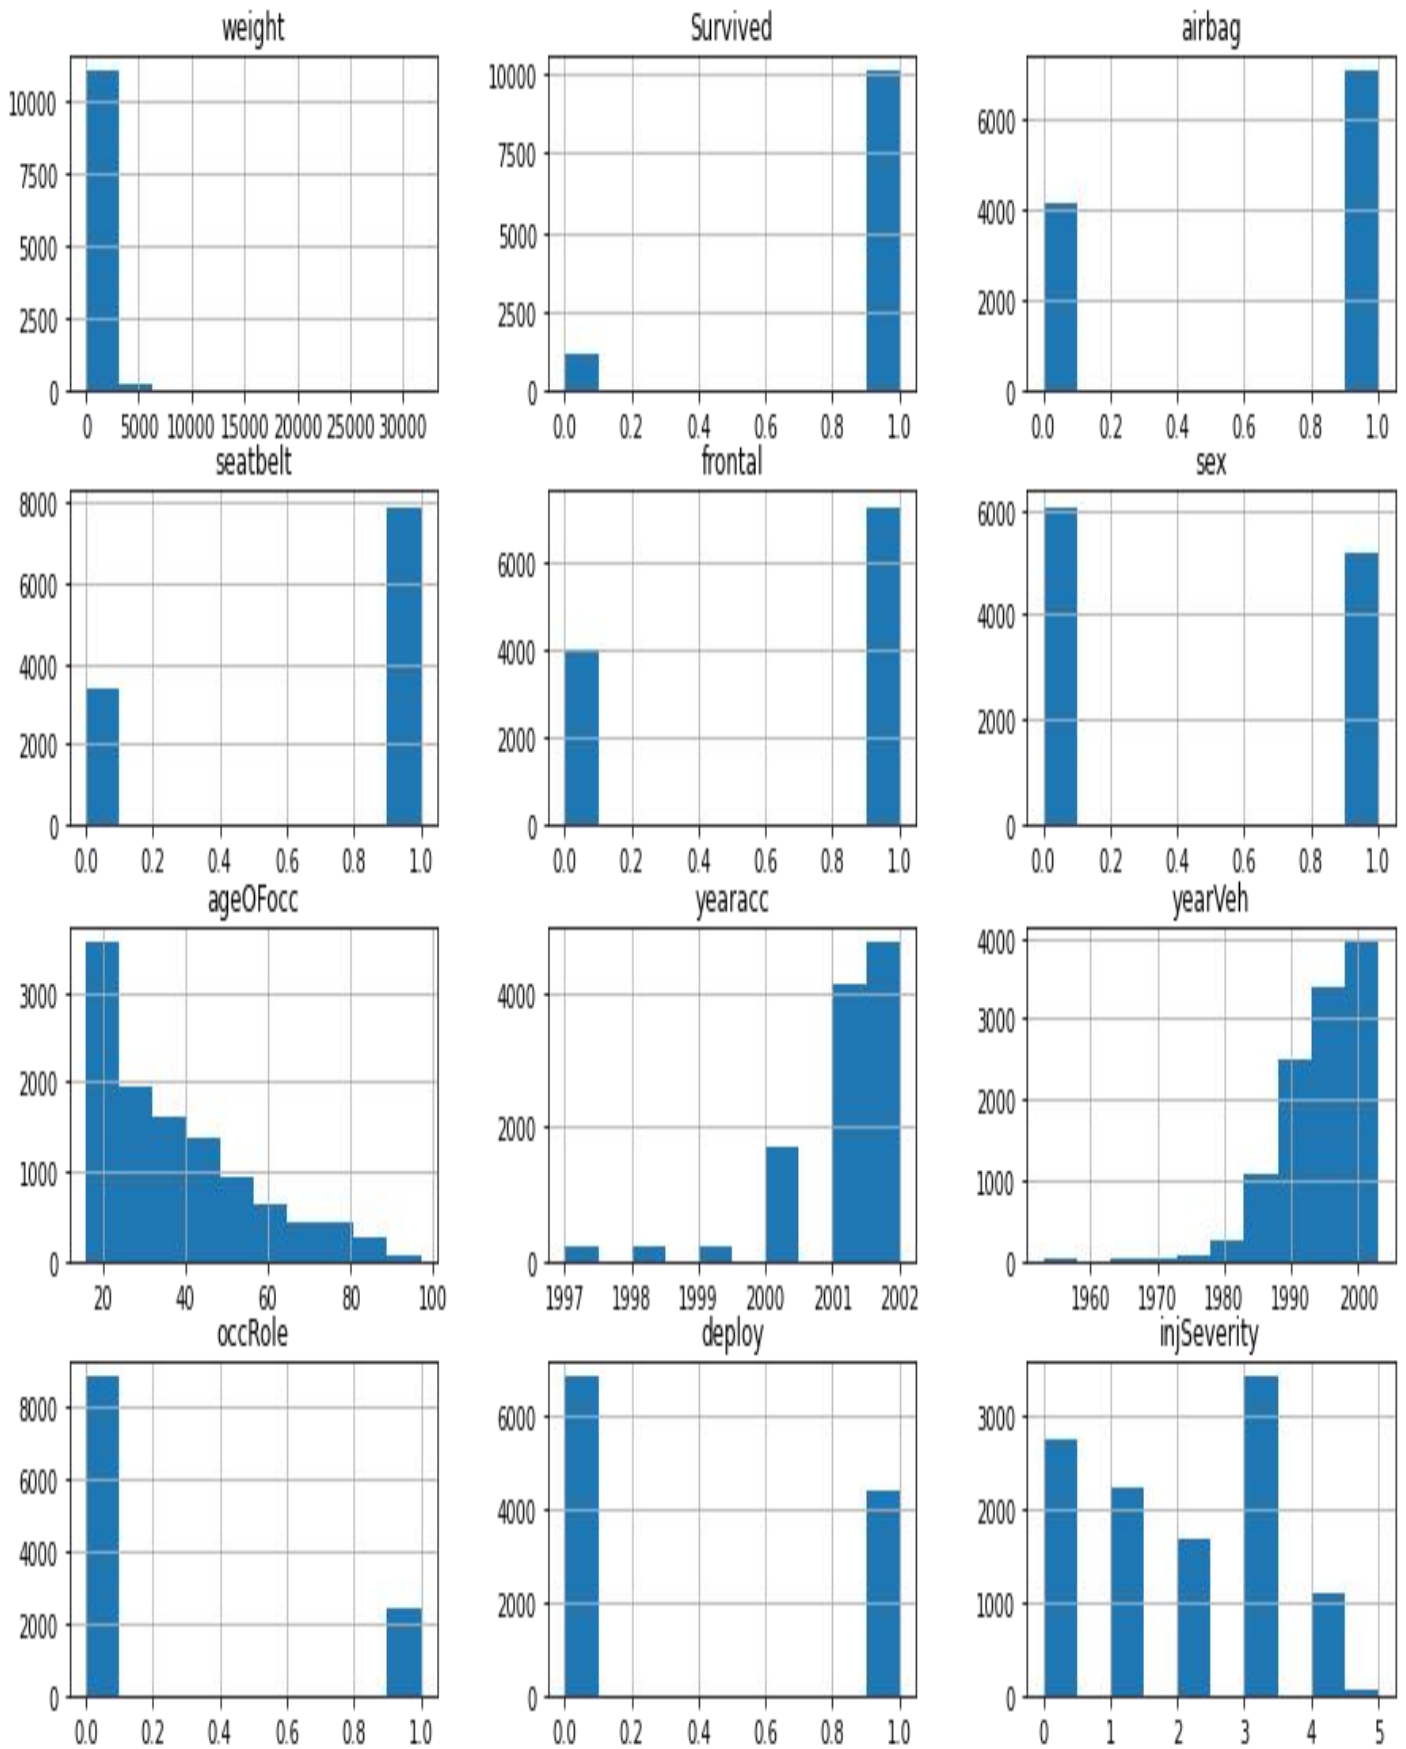 weight Survived airbag
10000 7500 5000 2500 0
10000 7500 5000 2500 0
6000 4000 2000 0
0 5000 10000 15000 20000 25000 30000
0.0 0.2 0.4 0.6 0.8 1.0
0.0 0.2 0.4 0.6 0.8 1.0
seatbelt frontal sex
8000 6000 4000 2000 0
6000 4000 2000 0
6000 4000 2000 0
0.0 0.2 0.4 0.6 0.8 1.0
0.0 0.2 0.4 0.6 0.8 1.0
0.0 0.2 0.4 0.6 0.8 1.0
ageOFocc yearacc yearVeh
3000 2000 1000 0
4000 2000 0
4000 3000 2000 1000 0
20 40 60 80 100
1997 1998 1999 2000 2001 2002
1960 1970 1980 1990 2000
occRole deploy injSeverity
8000 6000 4000 2000 0
6000 4000 2000 0
3000 2000 1000 0
0.0 0.2 0.4 0.6 0.8 1.0
0.0 0.2 0.4 0.6 0.8 1.0
0 1 2 3 4 5